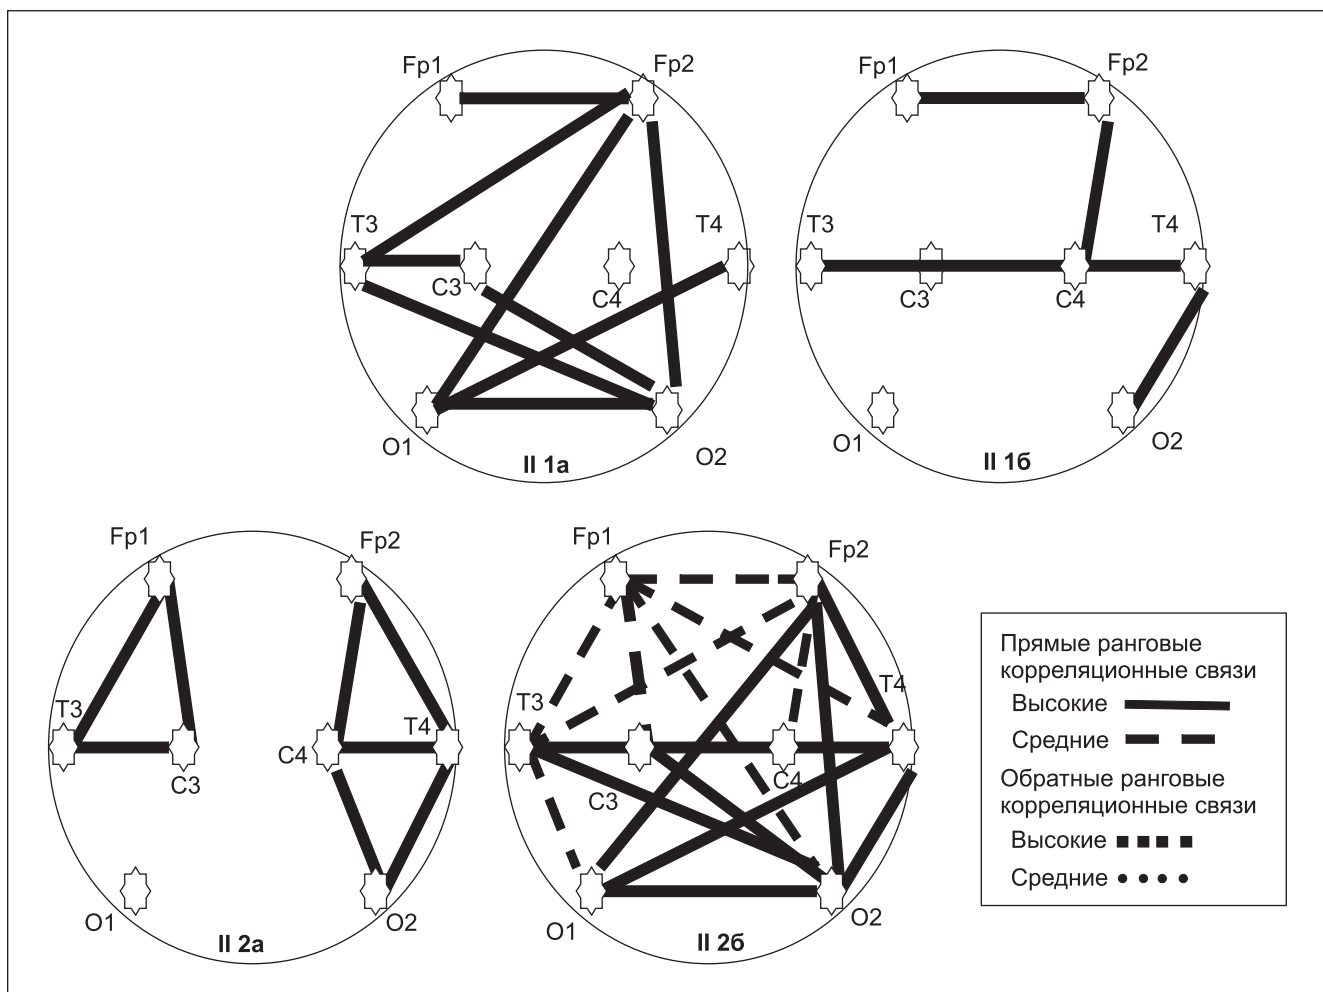 Fp1
Fp2
T3
C3
C4
T4
O1
O2
II 1а
Fp1
Fp2
T3
C3
C4
T4
O1
O2
II 1б
Fp1
Fp2
T3
C3
C4
T4
O1
O2
II 2а
Fp1
Fp2
T3
C3
C4
T4
O1
O2
II 2б
Прямые ранговые
корреляционные связи
Высокие
Средние
Обратные ранговые
корреляционные связи
Высокие
Средние